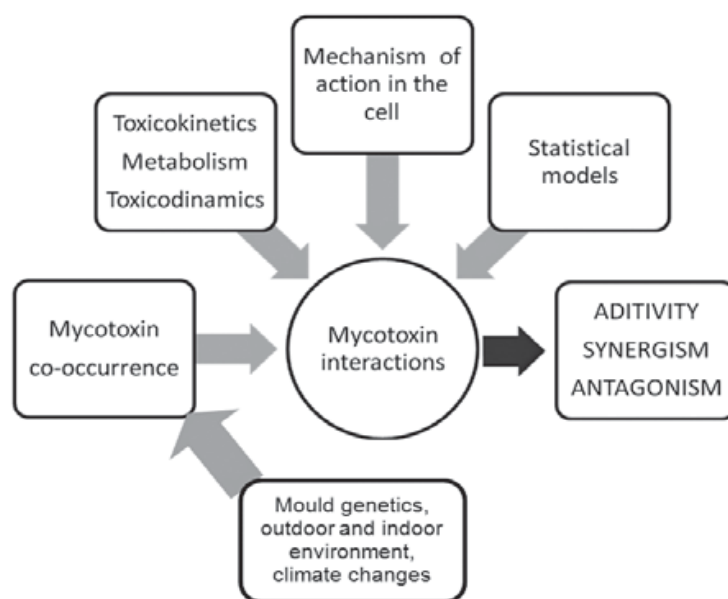 Mechanism of
action in the
cell
Toxicokinetics
Metabolism
Toxicodinamics
Statistical
models
Mycotoxin
co-occurrence
Mycotoxin
interactions
ADITIVITY
SYNERGISM
ANTAGONISM
Mould genetics,
outdoor and indoor
environment,
climate changes